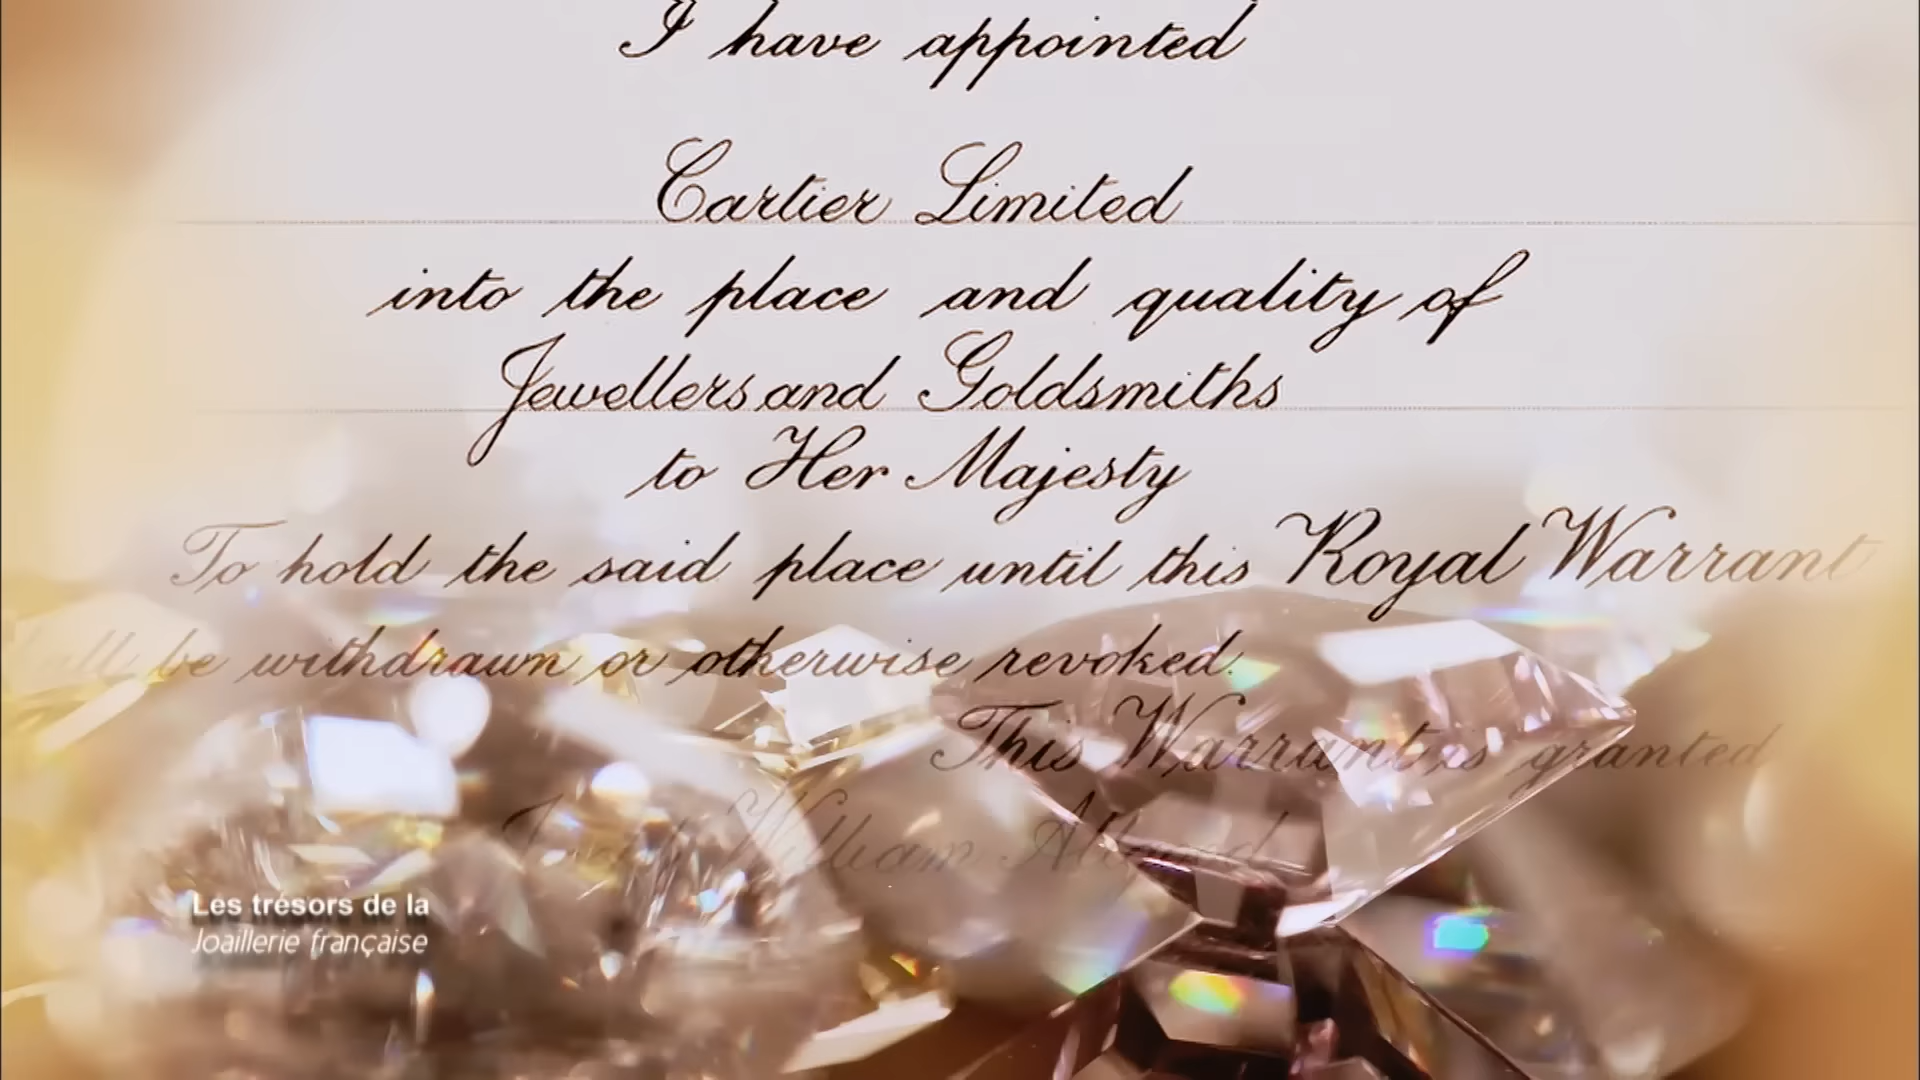 I have appointed
Cartier Limited
into the place and quality of
Jewellers and Goldsmiths
to Her Majesty
To hold the said place until this Royal Warrant
be withdrawn or otherwise revoked.
This Warrant is granted
William
Les trésors de la
Joaillerie française